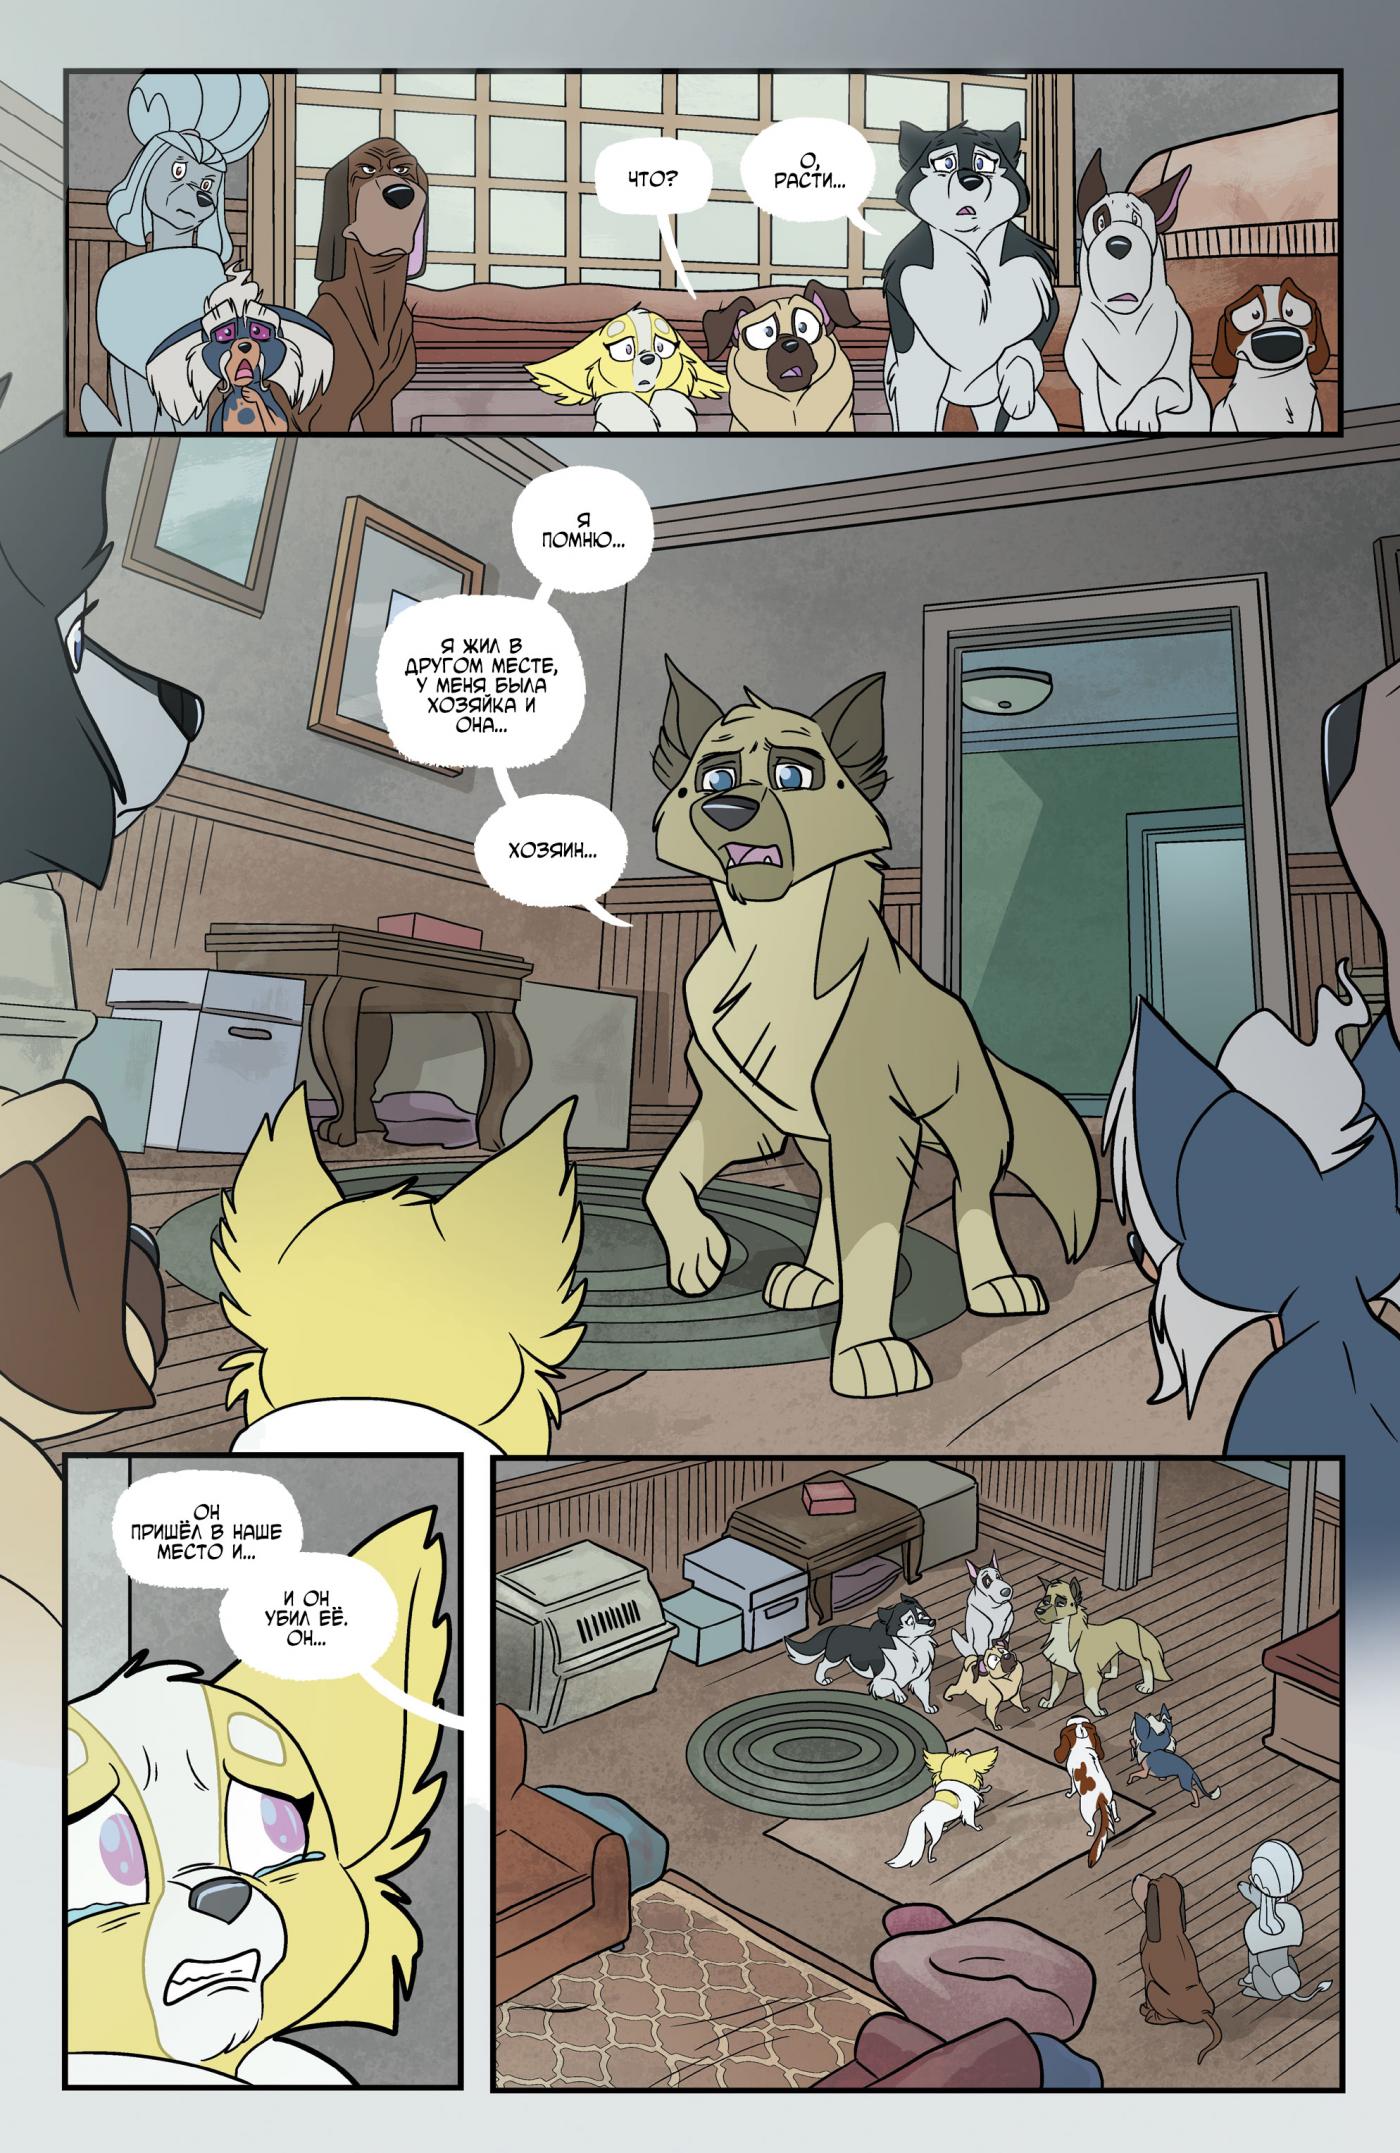 ЧТО?
О,
РАСТИ...
Я
ПОМНЮ...
Я ЖИЛ В
ДРУГОМ МЕСТЕ,
У МЕНЯ БЫЛА
ХОЗЯЙКА И
ОНА...
ХОЗЯИН...
ОН
ПРИШЁЛ В НАШЕ
МЕСТО И...
И ОН
УБИЛ ЕЁ.
ОН...